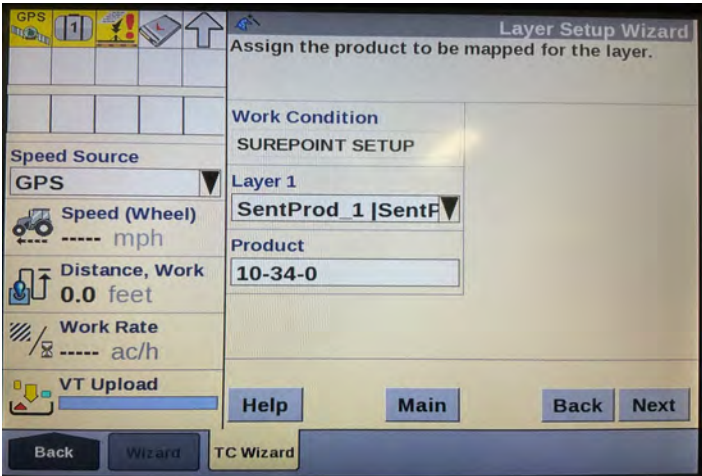 GPS
1
Layer Setup Wizard
Assign the product to be mapped for the layer.
Work Condition
SUREPOINT SETUP
Speed Source
GPS
Layer 1
SentProd_1 |SentP
Speed (Wheel)
----- mph
Product
10-34-0
Distance, Work
0.0 feet
Work Rate
----- ac/h
VT Upload
Help
Main
Back
Next
Back
Wizard
TC Wizard